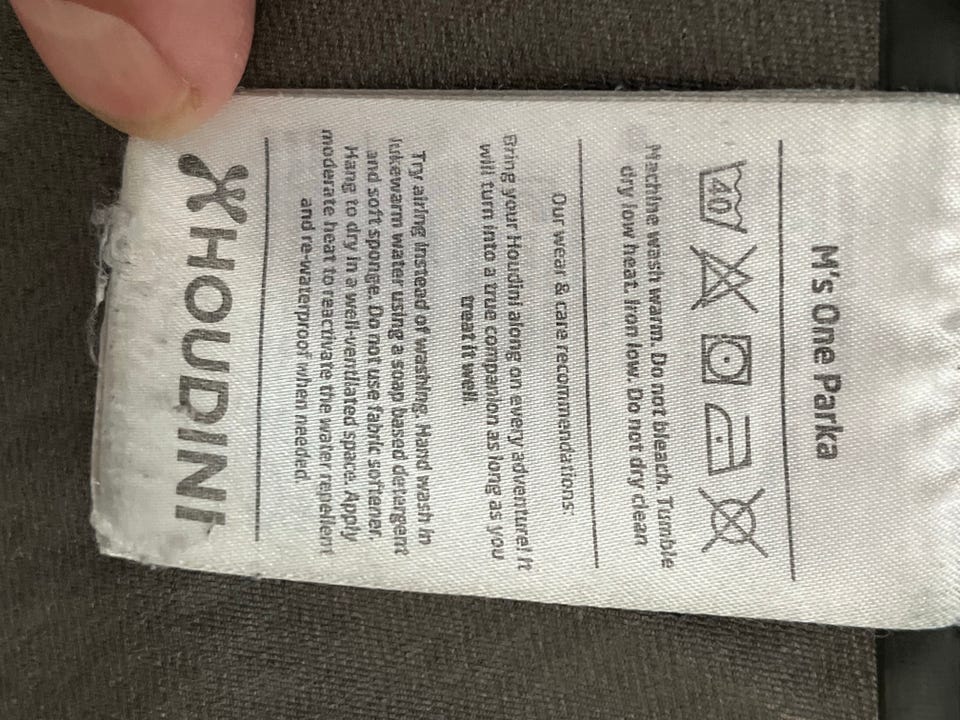 M's One Parka
40
Machine wash warm. Do not bleach. Tumble
dry low heat. Iron low. Do not dry clean
Our wear & care recommendations:
Bring your Houdini along on every adventure! It
will turn into a true companion as long as you
treat it well.
Try airing instead of washing. Hand wash in
lukewarm water using a soap based detergent
and soft sponge. Do not use fabric softener.
Hang to dry in a well-ventilated space. Apply
moderate heat to reactivate the water repellent
and re-waterproof when needed.
HOUDINI